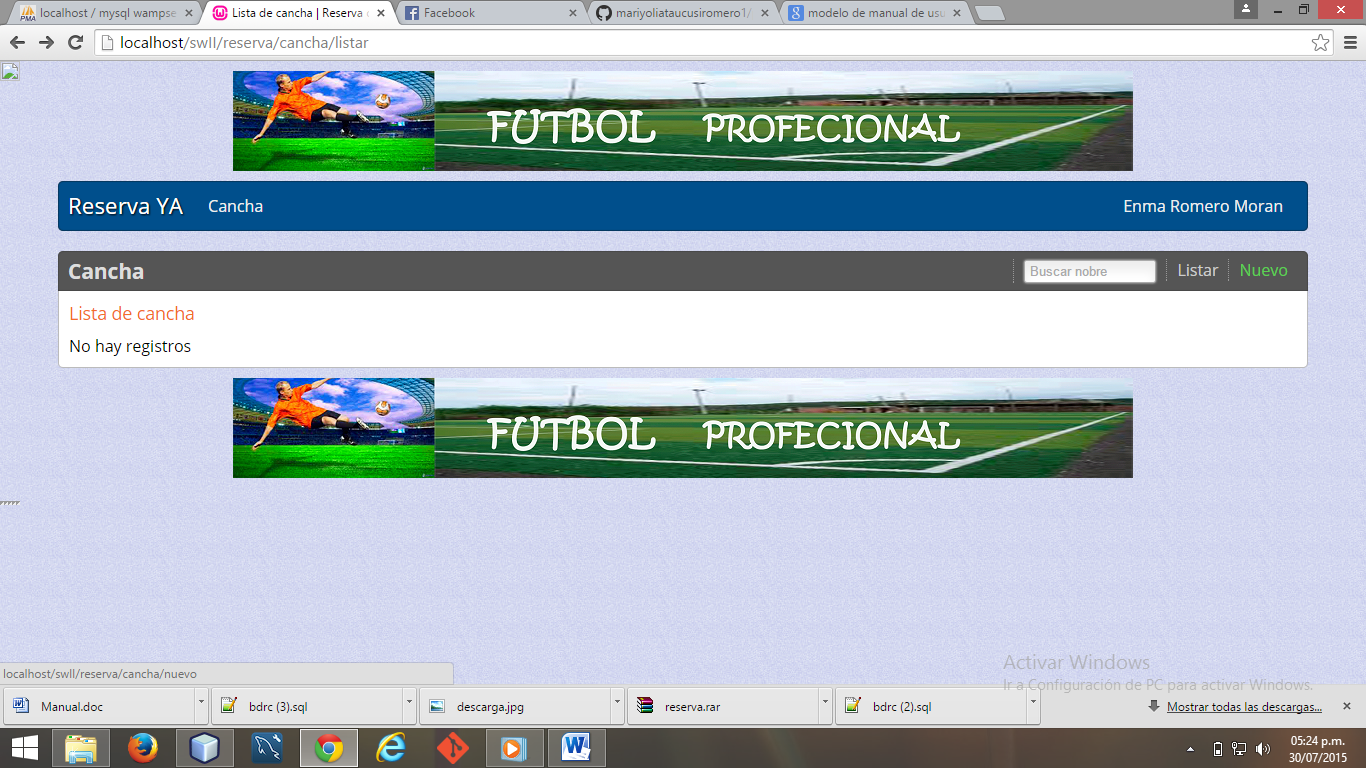 localhost / mysql wampse
Lista de cancha | Reserva
Facebook
mariyoliataucusiromero1/
modelo de manual de usu
localhost/swll/reserva/cancha/listar
FUTBOL PROFECIONAL
Reserva YA
Cancha
Enma Romero Moran
Cancha
Buscar nobre
Listar
Nuevo
Lista de cancha
No hay registros
FUTBOL PROFECIONAL
Activar Windows
Ir a Configuración de PC para activar Windows.
localhost/swll/reserva/cancha/nuevo
Manual.doc
bdrc (3).sql
descarga.jpg
reserva.rar
bdrc (2).sql
Mostrar todas las descargas...
05:24 p.m.
30/07/2015